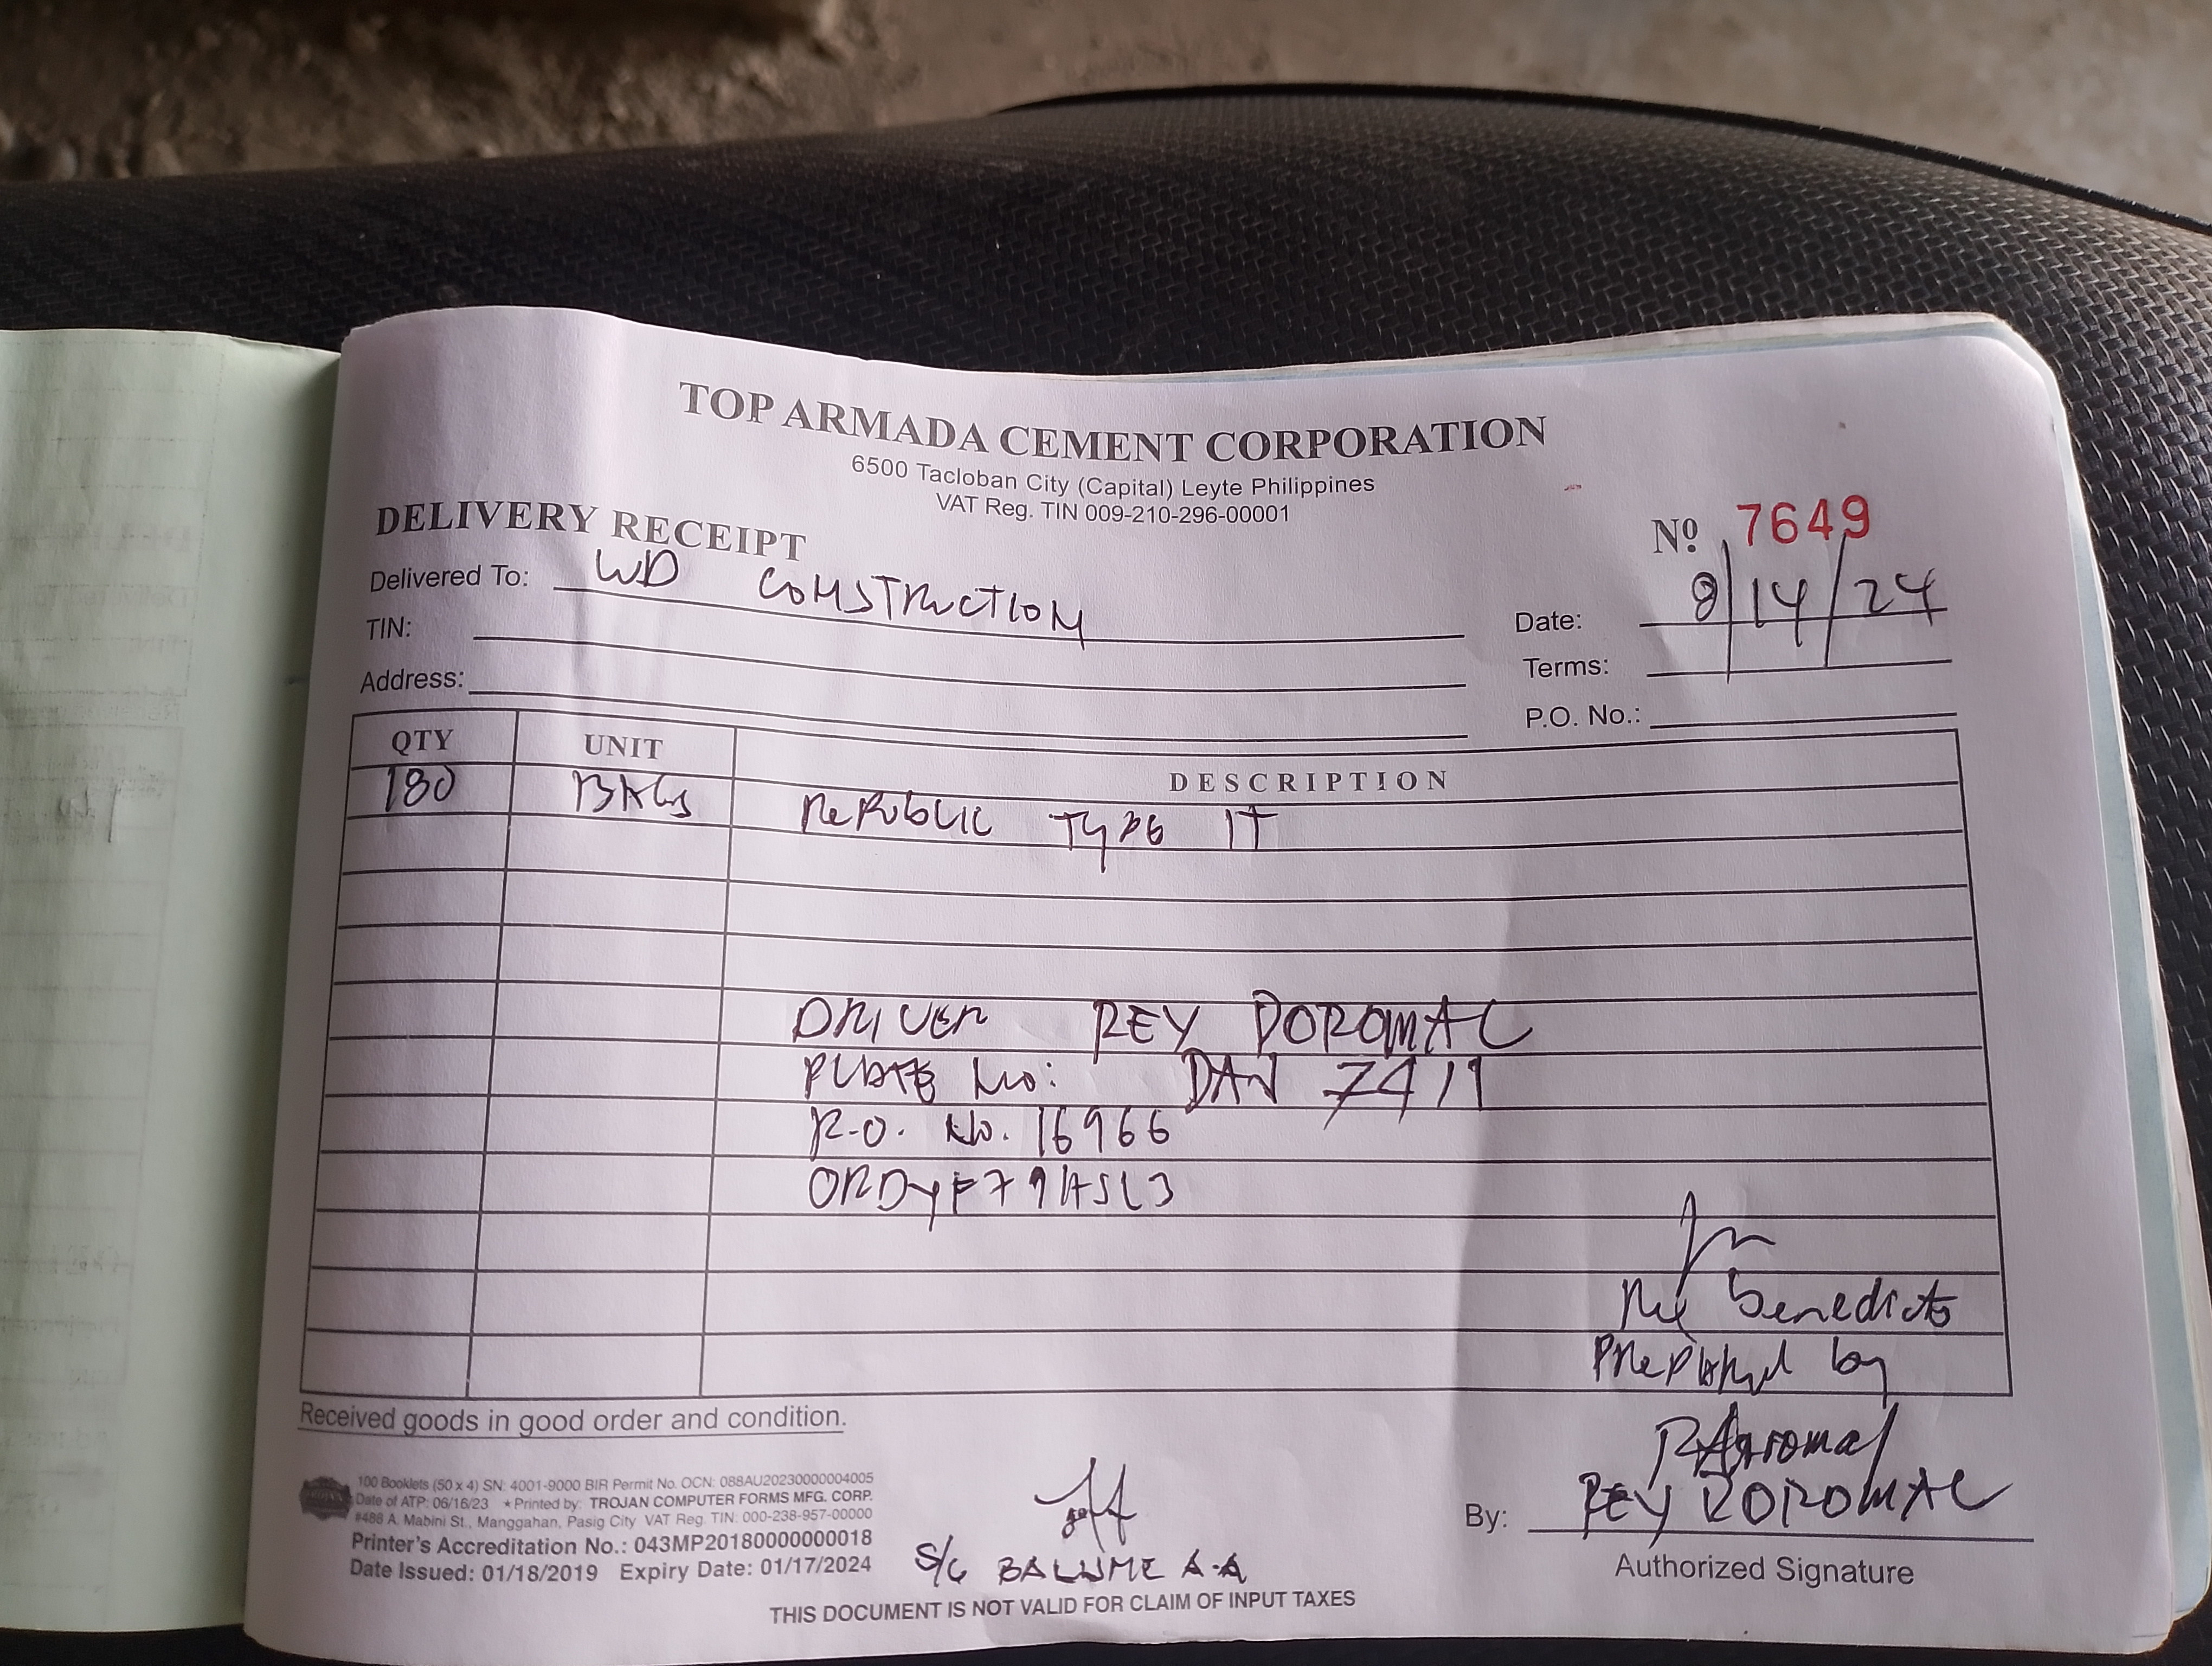 TOP ARMADA CEMENT CORPORATION
6500 Tacloban City (Capital) Leyte Philippines
VAT Reg. TIN 009-210-296-00001
DELIVERY RECEIPT
Nº 7649
Delivered To: WD CONSTRUCTION
Date: 8/14/24
TIN:
Terms:
Address:
P.O. No.:
QTY UNIT DESCRIPTION
180 BAGS REPUBLIC TYPE IT
DRIVER REY DOROMAL
PLATE No: DAN 7411
R.O. No. 16966
benedicto
Prepared by
Received goods in good order and condition.
REY DOROMAL
By:
Authorized Signature
100 Booklets (50 x 4) SN: 4001-9000 BIR Permit No. OCN: 088AU20230000004005
Date of ATP: 06/16/23 * Printed by: TROJAN COMPUTER FORMS MFG. CORP.
#488 A. Mabini St., Manggahan, Pasig City VAT Reg. TIN: 000-238-957-00000
Printer's Accreditation No.: 043MP20180000000018
Date Issued: 01/18/2019 Expiry Date: 01/17/2024
S/G BALUME A.A
THIS DOCUMENT IS NOT VALID FOR CLAIM OF INPUT TAXES